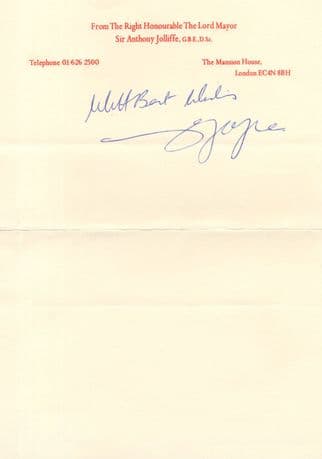 From The Right Honourable The Lord Mayor
Sir Anthony Jolliffe, G.B.E., D.Sc.
Telephone 01-626 2500
The Mansion House,
London EC4N 8BH
With Best Wishes